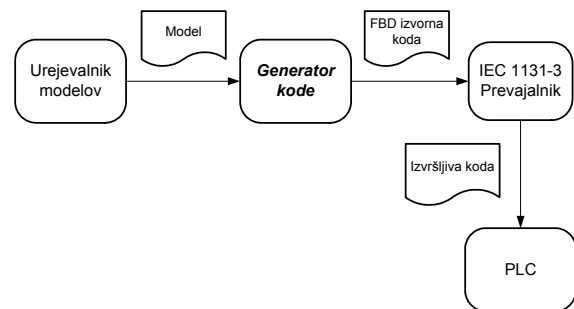 Urejevalnik
modelov
Model
Generator
kode
FBD izvorna
koda
IEC 1131-3
Prevajalnik
Izvršljiva koda
PLC